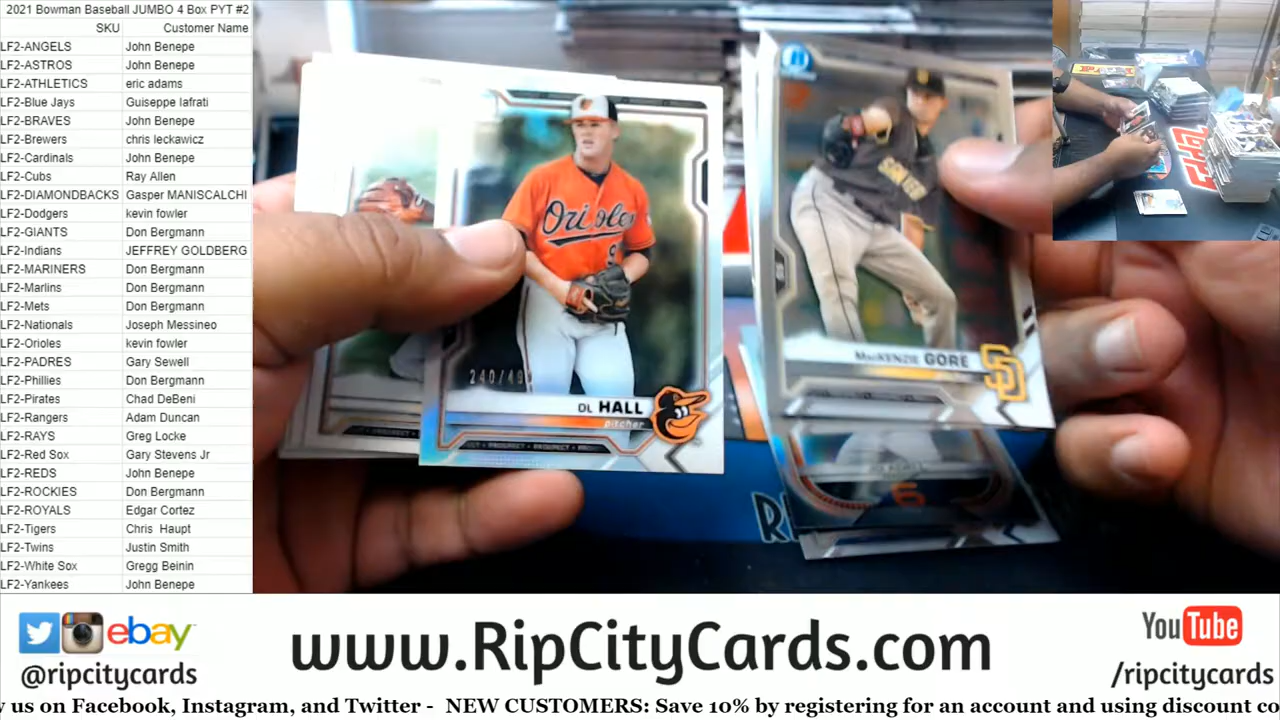 2021 Bowman Baseball JUMBO 4 Box PYT #2
SKU Customer Name
LF2-ANGELS John Benepe
LF2-ASTROS John Benepe
LF2-ATHLETICS eric adams
LF2-Blue Jays Guiseppe Iafrati
LF2-BRAVES John Benepe
LF2-Brewers chris leckawicz
LF2-Cardinals John Benepe
LF2-Cubs Ray Allen
LF2-DIAMONDBACKS Gasper MANISCALCHI
LF2-Dodgers kevin fowler
LF2-GIANTS Don Bergmann
LF2-Indians JEFFREY GOLDBERG
LF2-MARINERS Don Bergmann
LF2-Marlins Don Bergmann
LF2-Mets Don Bergmann
LF2-Nationals Joseph Messineo
LF2-Orioles kevin fowler
LF2-PADRES Gary Sewell
LF2-Phillies Don Bergmann
LF2-Pirates Chad DeBeni
LF2-Rangers Adam Duncan
LF2-RAYS Greg Locke
LF2-Red Sox Gary Stevens Jr
LF2-REDS John Benepe
LF2-ROCKIES Don Bergmann
LF2-ROYALS Edgar Cortez
LF2-Tigers Chris Haupt
LF2-Twins Justin Smith
LF2-White Sox Gregg Beinin
LF2-Yankees John Benepe
Orioles
240/499
DL HALL
pitcher
PROSPECT • PROSPECT
MACKENZIE GORE
SD
topps
ebay
@ripcitycards
www.RipCityCards.com
YouTube
/ripcitycards
y us on Facebook, Instagram, and Twitter - NEW CUSTOMERS: Save 10% by registering for an account and using discount co